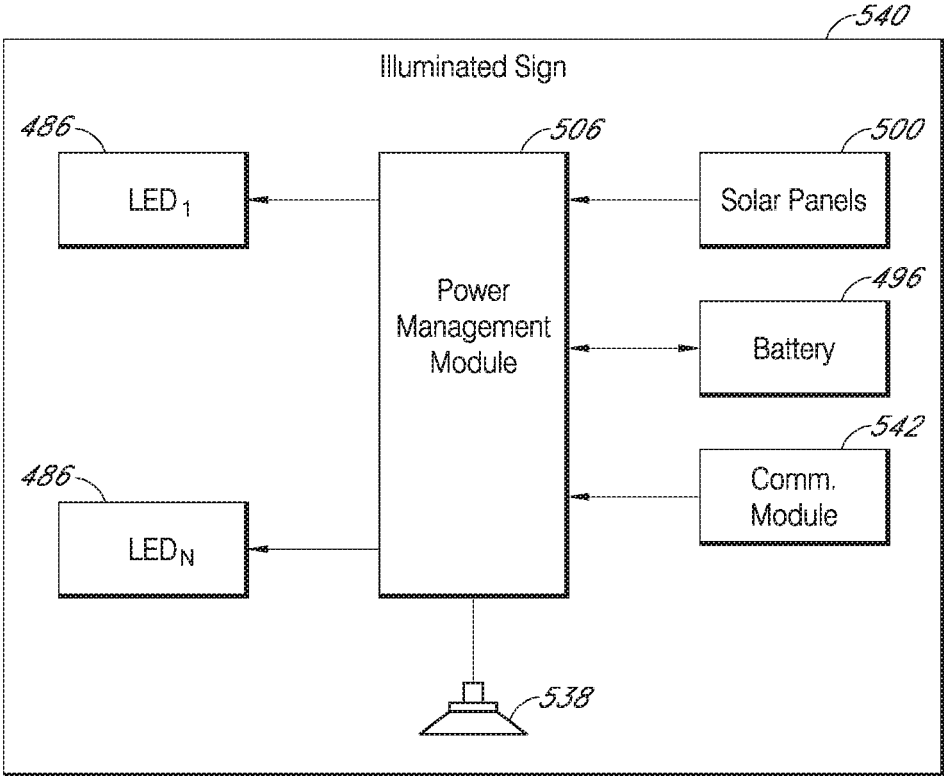 540
Illuminated Sign
486
506
500
LED1
Solar Panels
Power
Management
Module
496
Battery
542
Comm.
Module
486
LEDN
538